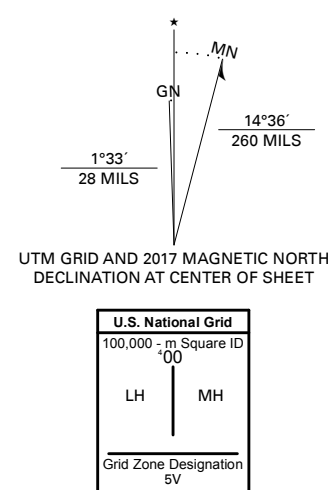 ★
MN
GN
14°36´
260 MILS
1°33´
28 MILS
UTM GRID AND 2017 MAGNETIC NORTH
DECLINATION AT CENTER OF SHEET
U.S. National Grid
100,000 - m Square ID
⁴00
LH MH
Grid Zone Designation
5V